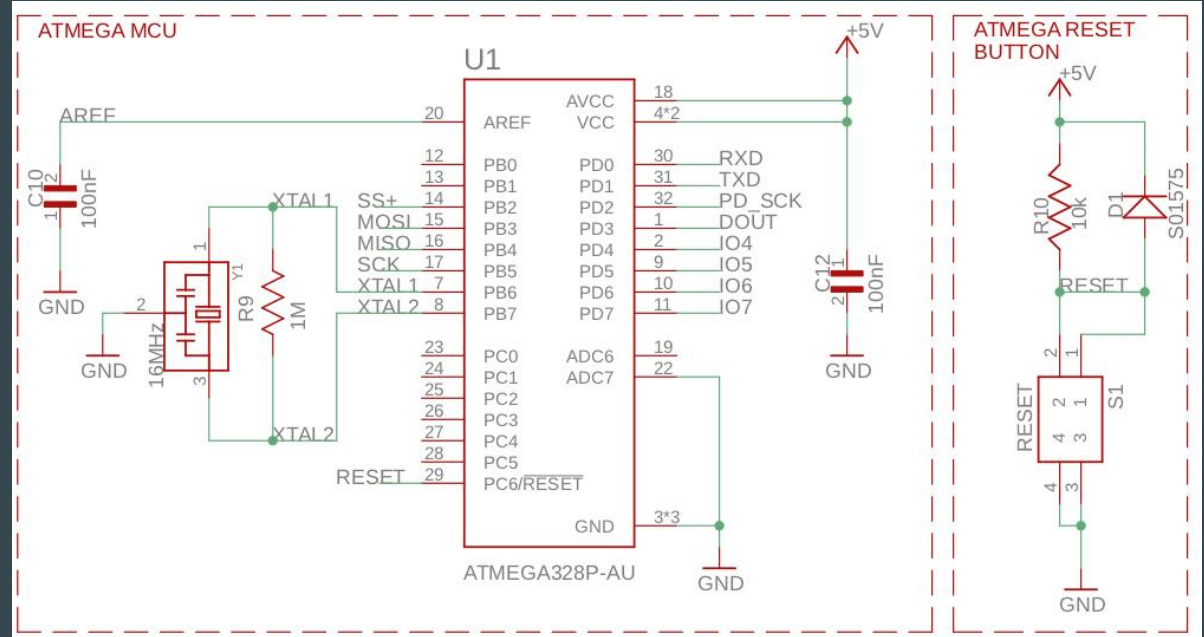 ATMEGA MCU
U1
+5V
AREF
20
AREF
C10
2
1
100nF
GND
12
PB0
13
PB1
SS+
14
PB2
MOSI
15
PB3
MISO
16
PB4
SCK
17
PB5
XTAL1
7
PB6
XTAL2
8
PB7
23
PC0
24
PC1
25
PC2
26
PC3
27
PC4
28
PC5
RESET
29
PC6/RESET
XTAL1
1
Y1
2
16MHz
3
GND
R9
1M
XTAL2
AVCC
18
VCC
4*2
PD0
30
RXD
PD1
31
TXD
PD2
32
PD_SCK
PD3
1
DOUT
PD4
2
IO4
PD5
9
IO5
PD6
10
IO6
PD7
11
IO7
ADC6
19
ADC7
22
GND
3*3
GND
ATMEGA328P-AU
C12
1
2
100nF
GND
ATMEGA RESET
BUTTON
+5V
R10
10k
D1
S01575
RESET
2
1
RESET
2
1
4
3
S1
4
3
GND